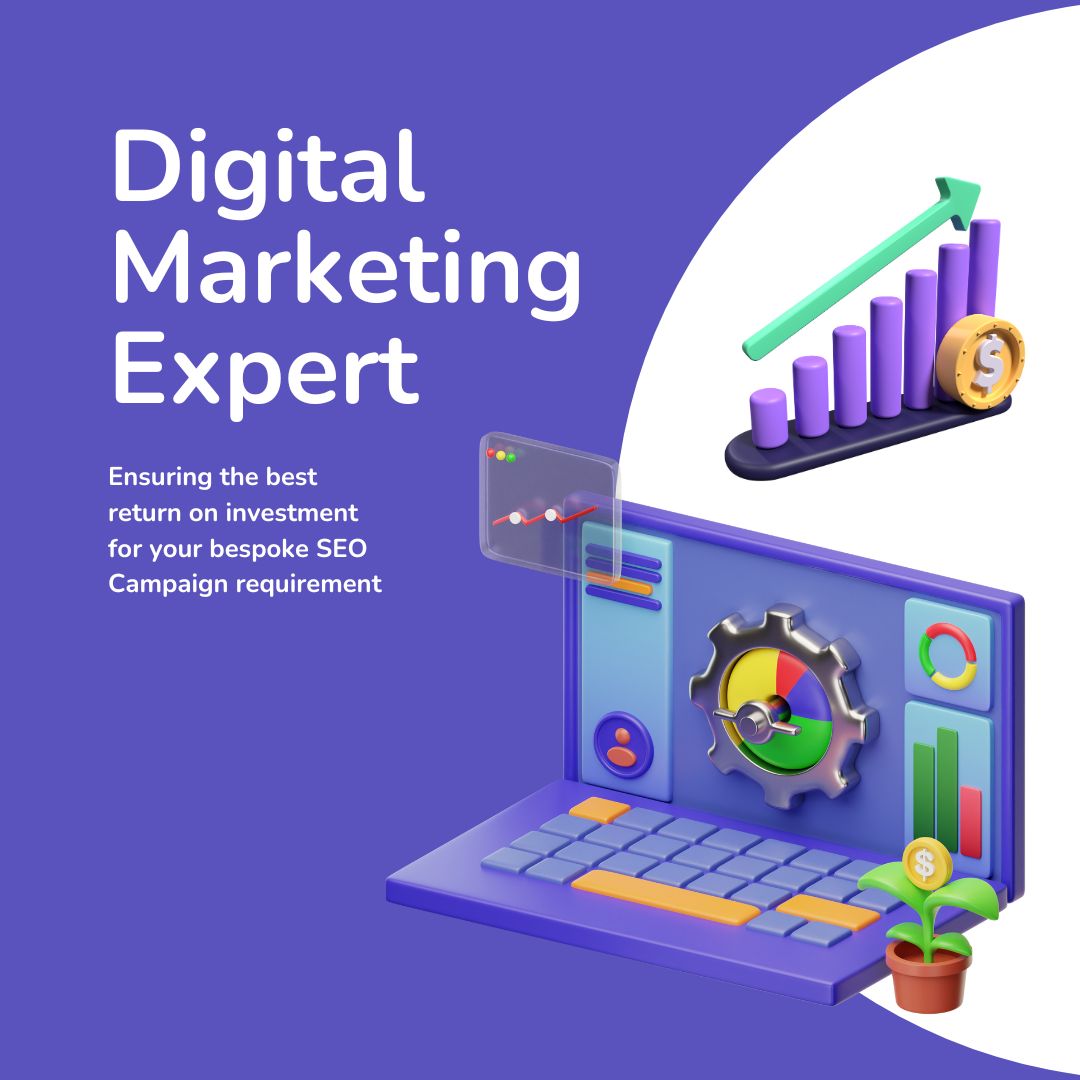 Digital
Marketing
Expert
Ensuring the best
return on investment
for your bespoke SEO
Campaign requirement
$
$